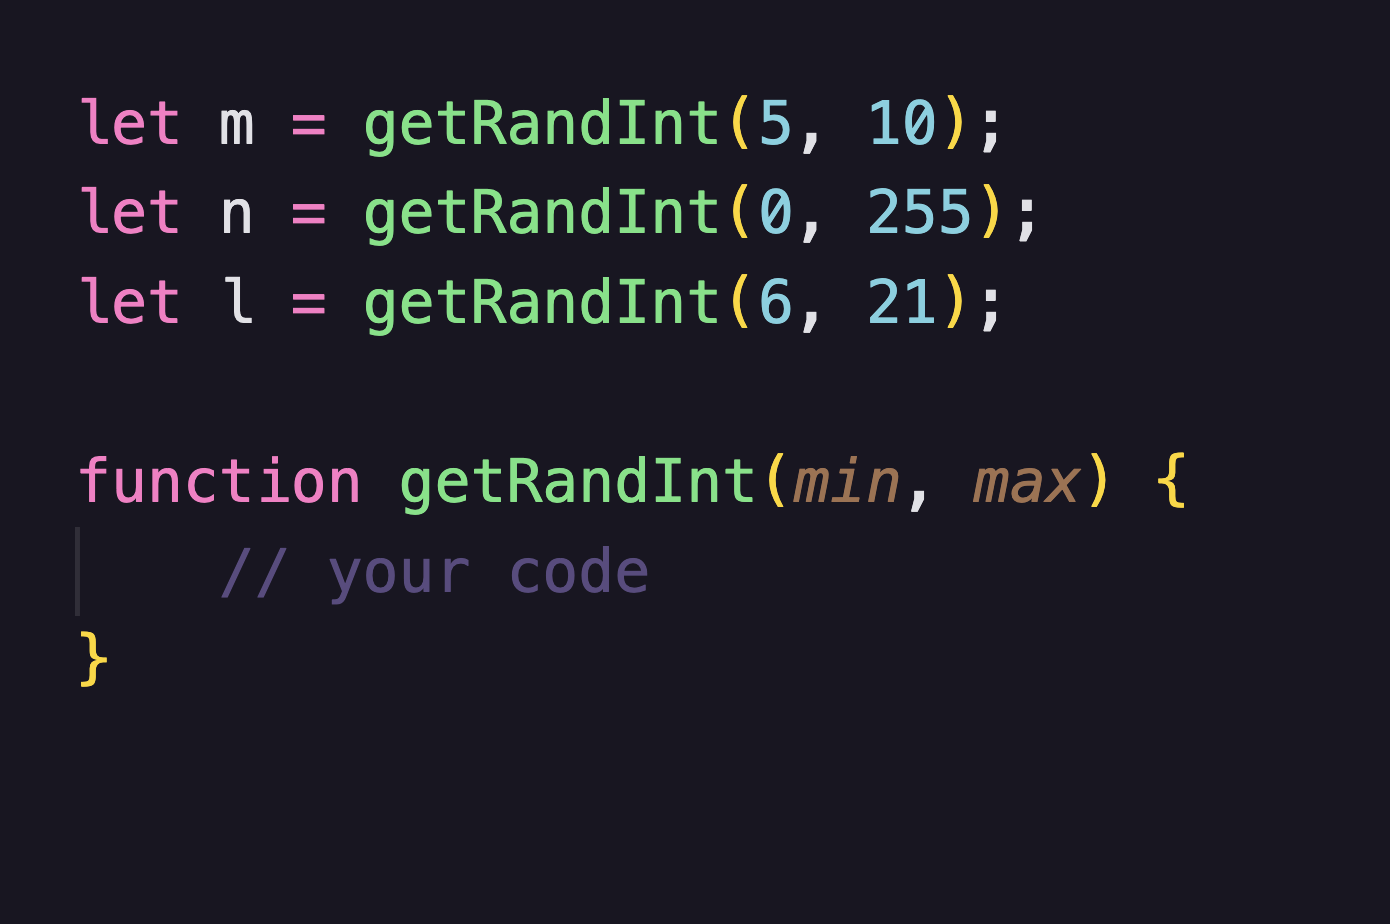 let m = getRandInt(5, 10);
let n = getRandInt(0, 255);
let l = getRandInt(6, 21);
function getRandInt(min, max) {
    // your code
}